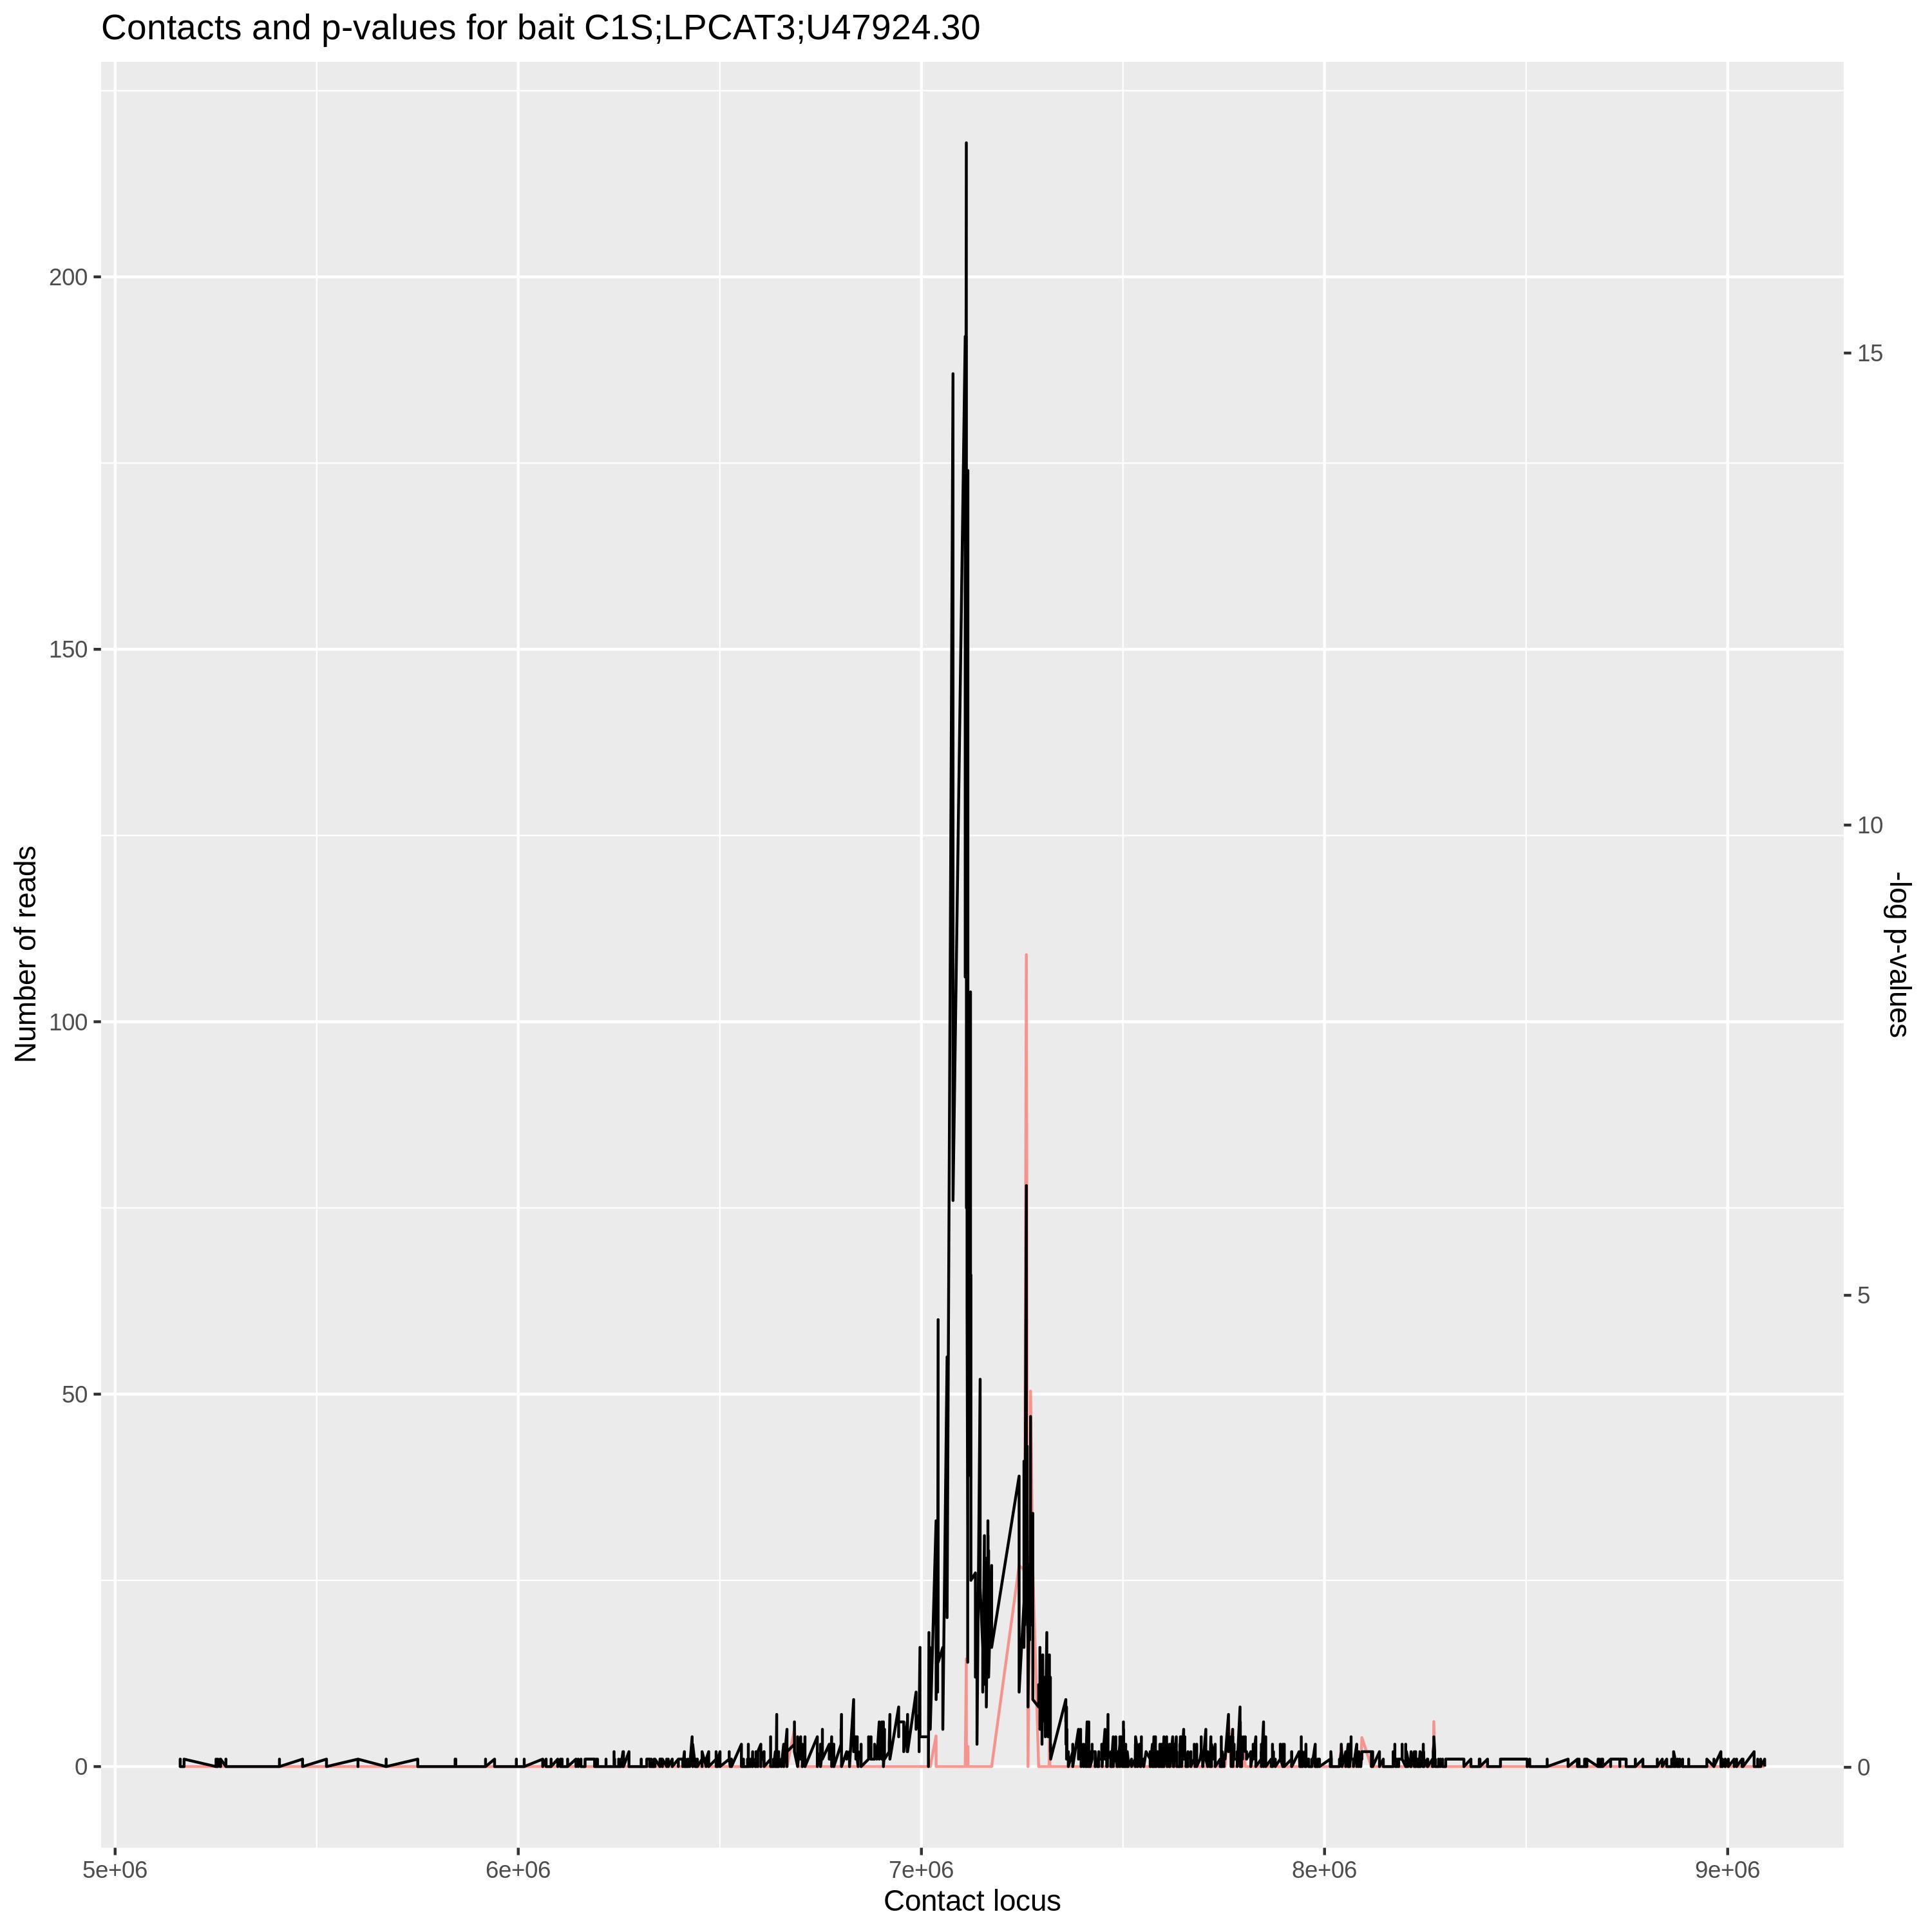 Contacts and p-values for bait C1S;LPCAT3;U47924.30
Number of reads
200
150
100
50
0
15
10
5
0
-log p-values
5e+06
6e+06
7e+06
8e+06
9e+06
Contact locus